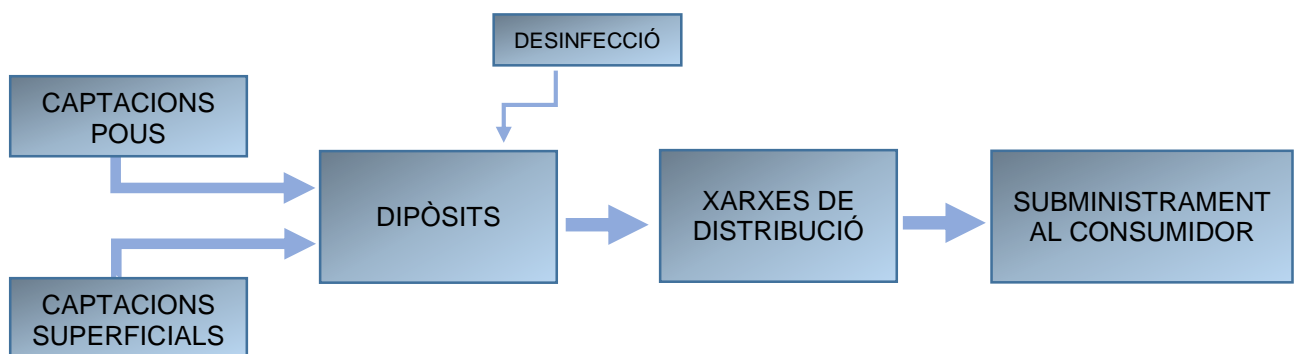 DESINFECCIÓ
CAPTACIONS
POUS
DIPÒSITS
XARXES DE
DISTRIBUCIÓ
SUBMINISTRAMENT
AL CONSUMIDOR
CAPTACIONS
SUPERFICIALS